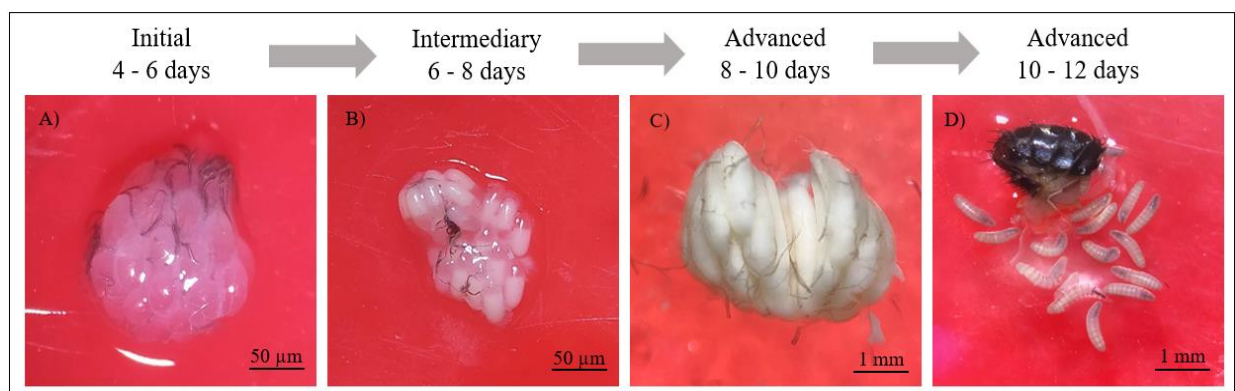 Initial
4 - 6 days
Intermediary
6 - 8 days
Advanced
8 - 10 days
Advanced
10 - 12 days
A)
B)
C)
D)
50 µm
50 µm
1 mm
1 mm